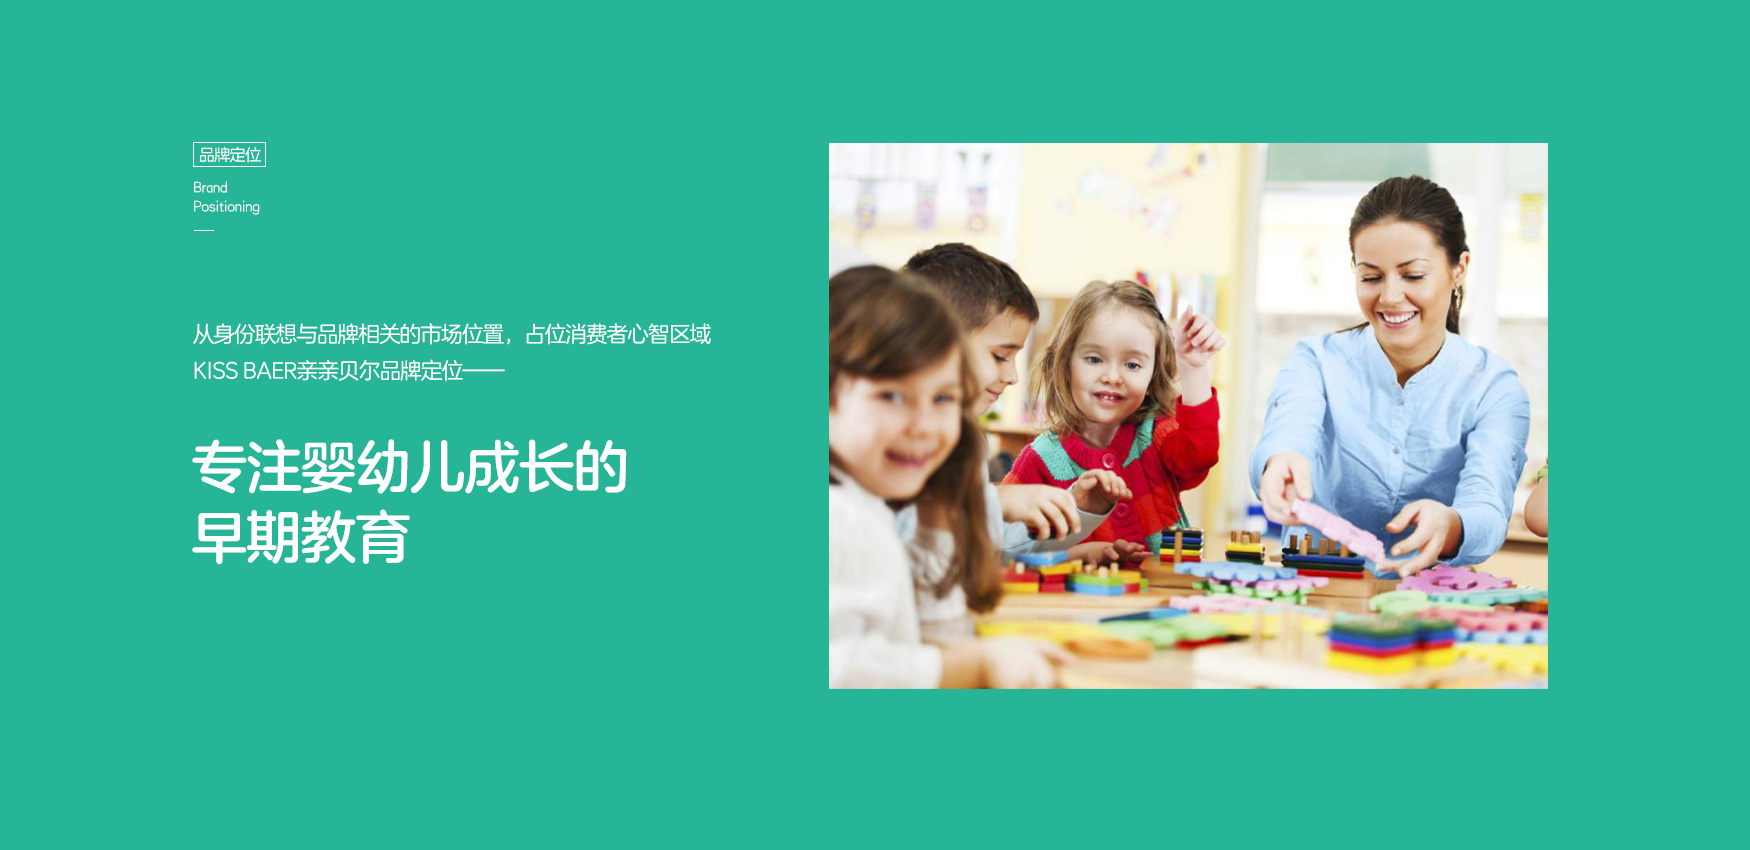 品牌定位
Brand
Positioning
从身份联想与品牌相关的市场位置，占位消费者心智区域
KISS BAER亲亲贝尔品牌定位——
专注婴幼儿成长的
早期教育